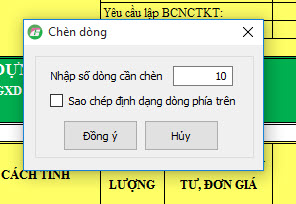 Yêu cầu lập BCNCTKT:
Chèn dòng
Nhập số dòng cần chèn 10
Sao chép định dạng dòng phía trên
Đồng ý Hủy
GXD
CÁCH TÍNH
LƯỢNG TƯ, ĐƠN GIÁ